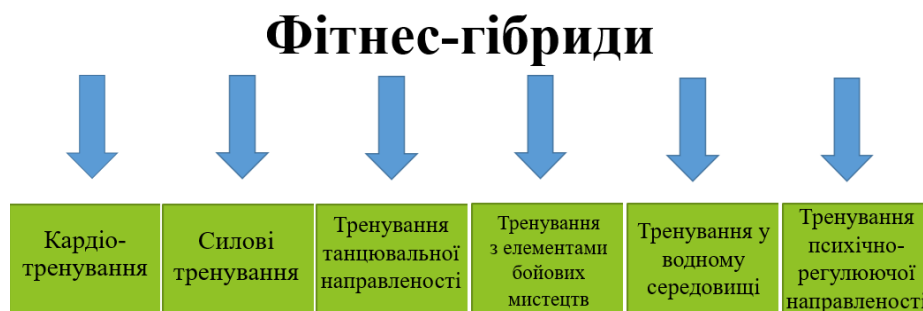 Фітнес-гібриди
Кардіо-
тренування
Силові
тренування
Тренування
танцювальної
направленості
Тренування
з елементами
бойових
мистецтв
Тренування у
водному
середовищі
Тренування
психічно-
регулюючої
направленості